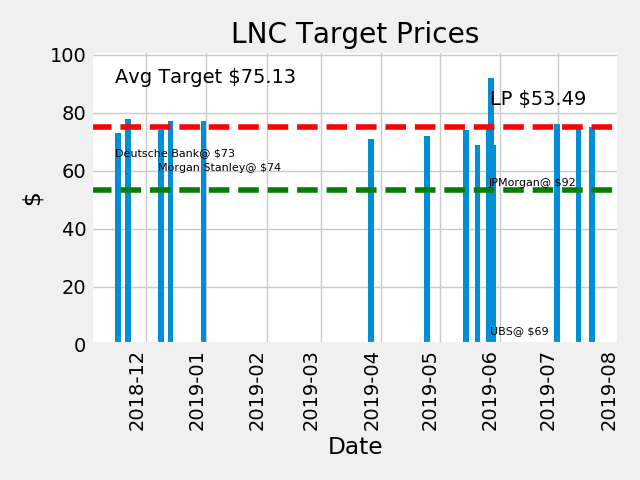 LNC Target Prices
100
Avg Target $75.13
LP $53.49
80
Deutsche Bank@ $73
Morgan Stanley@ $74
60
JPMorgan@ $92
$
40
20
UBS@ $69
0
2018-12
2019-01
2019-02
2019-03
2019-04
2019-05
2019-06
2019-07
2019-08
Date